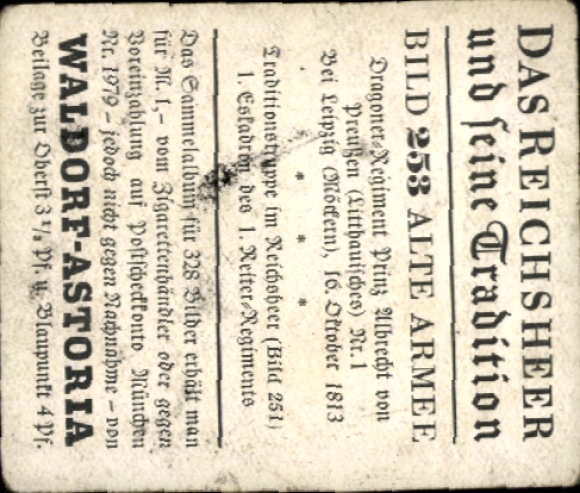 DAS REICHSHEER
und seine Tradition
BILD 253 ALTE ARMEE
Dragoner-Regiment Prinz Albrecht von
Preußen (Litthauisches) Nr. 1
Bei Leipzig (Möckern), 16. Oktober 1813
* * *
Traditionstruppe im Reichsheer (Bild 251)
1. Eskadron des 1. Reiter-Regiments
Das Sammelalbum für 328 Bilder erhält man
für M. 1,– vom Zigarettenhändler oder gegen
Voreinzahlung auf Postscheckkonto München
Nr. 1979 – jedoch nicht gegen Nachnahme – von
WALDORF-ASTORIA
Beilage zur Oberst 3 1/3 Pf. u. Blaupunkt 4 Pf.